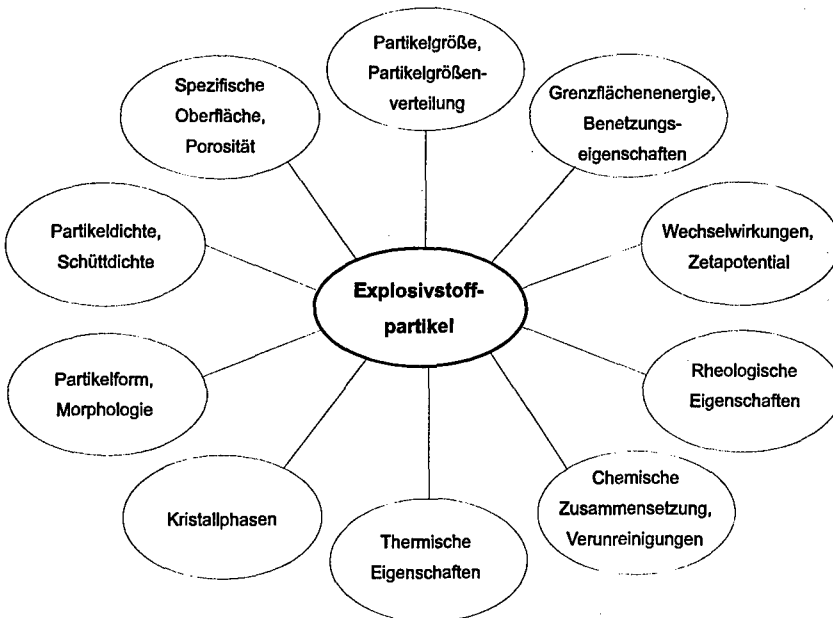 Partikelgröße,
Partikelgrößen-
verteilung
Spezifische
Oberfläche,
Porosität
Grenzflächenenergie,
Benetzungs-
eigenschaften
Partikeldichte,
Schüttdichte
Wechselwirkungen,
Zetapotential
Explosivstoff-
partikel
Partikelform,
Morphologie
Rheologische
Eigenschaften
Kristallphasen
Chemische
Zusammensetzung,
Verunreinigungen
Thermische
Eigenschaften